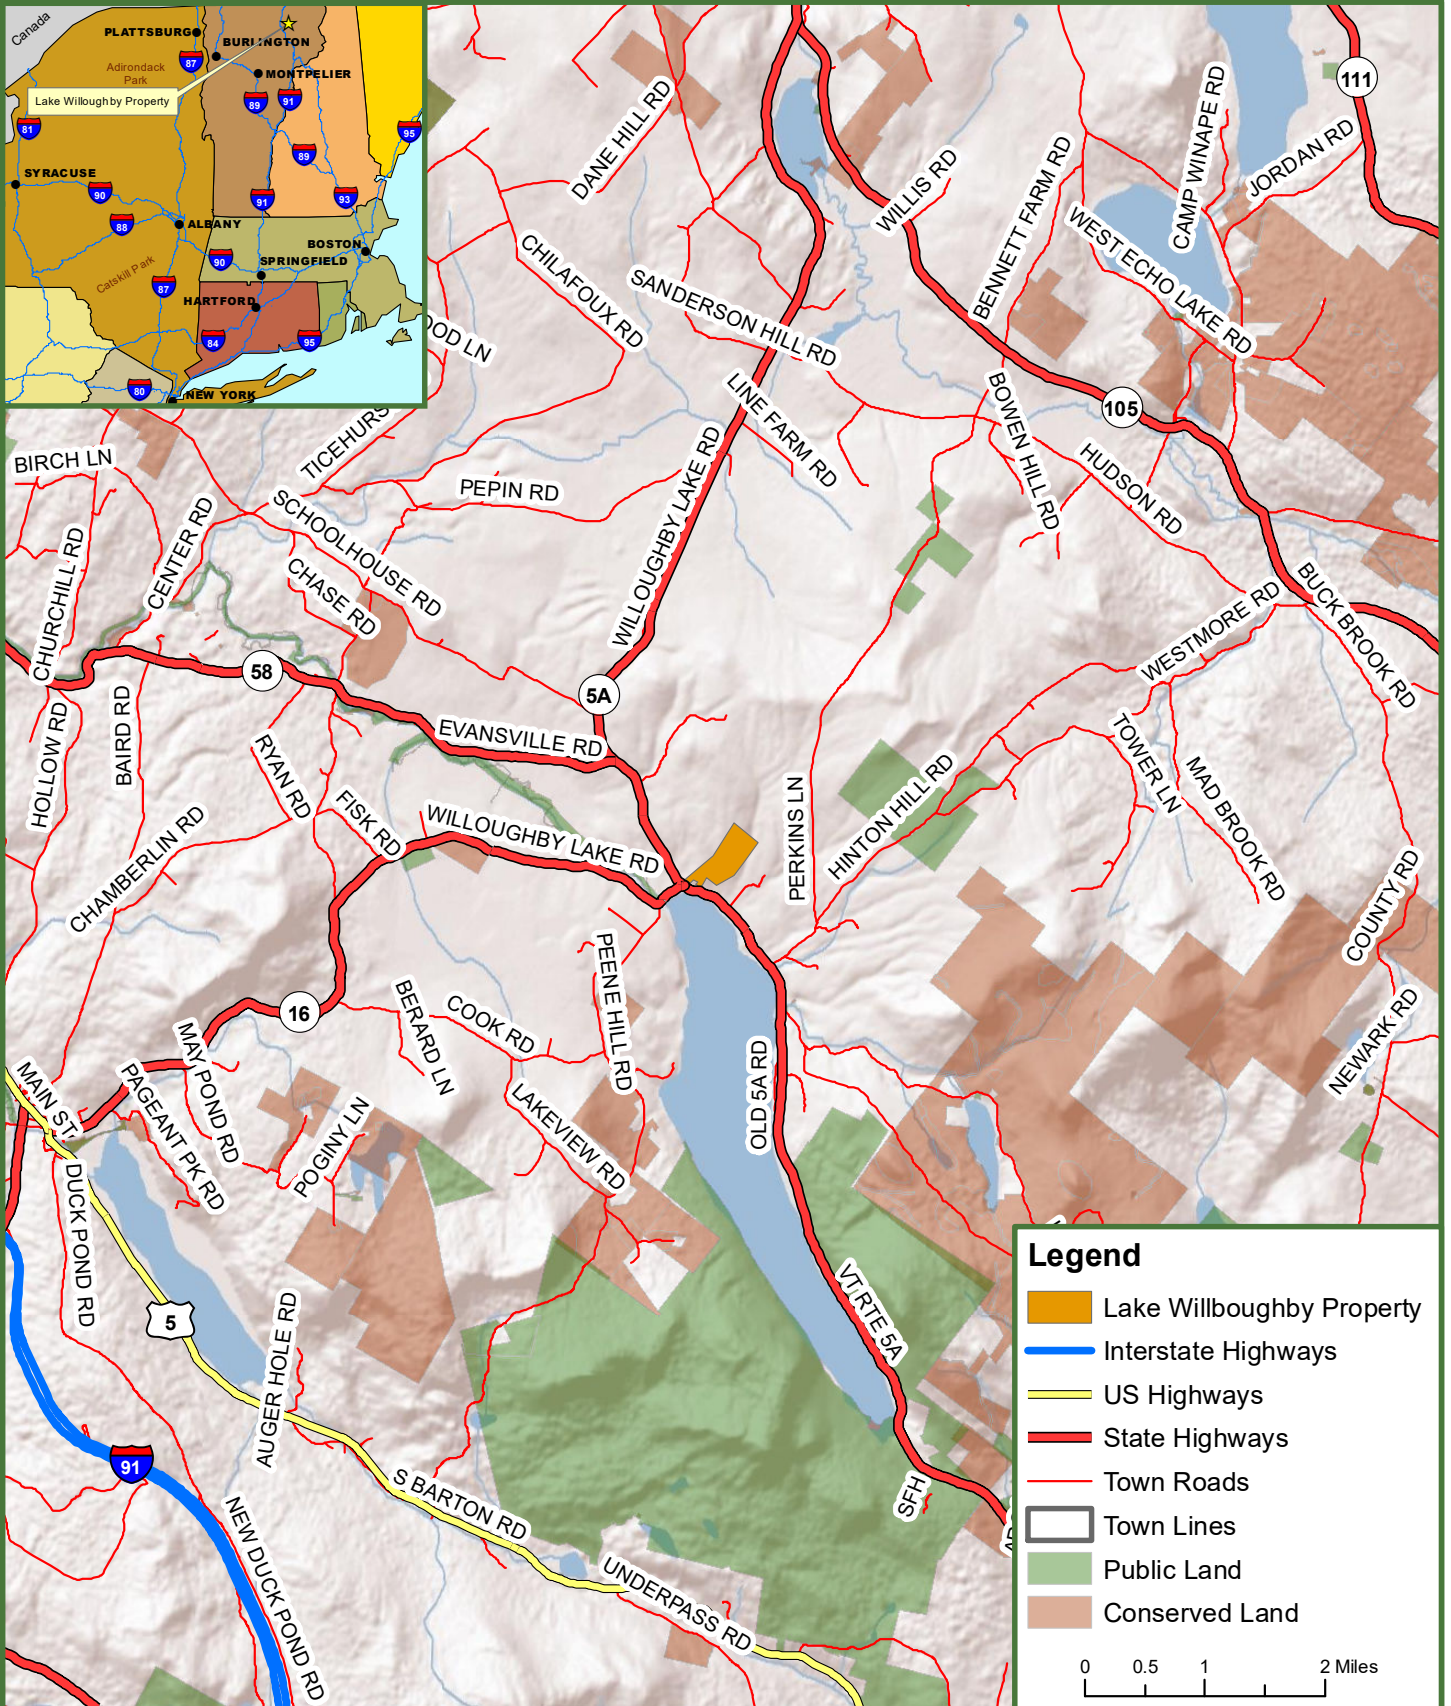 Canada
PLATTSBURG
BURLINGTON
87
Adirondack
Park
MONTPELIER
Lake Willoughby Property
89
91
81
95
89
SYRACUSE
90
91
93
88
ALBANY
BOSTON
90
SPRINGFIELD
Catskill Park
87
HARTFORD
84
95
80
NEW YORK
111
DANE HILL RD
CAMP WINAPE RD
JORDAN RD
WILLIS RD
BENNETT FARM RD
WEST ECHO LAKE RD
CHILAFOUX RD
SANDERSON HILL RD
OOD LN
LINE FARM RD
BOWEN HILL RD
105
TICEHURS
BIRCH LN
PEPIN RD
WILLOUGHBY LAKE RD
HUDSON RD
SCHOOLHOUSE RD
CENTER RD
CHURCHILL RD
CHASE RD
BUCK BROOK RD
WESTMORE RD
58
5A
HOLLOW RD
BAIRD RD
EVANSVILLE RD
TOWER LN
RYAN RD
MAD BROOK RD
HINTON HILL RD
PERKINS LN
FISK RD
WILLOUGHBY LAKE RD
CHAMBERLIN RD
COUNTY RD
PEENE HILL RD
BERARD LN
COOK RD
16
NEWARK RD
MAY POND RD
OLD 5A RD
MAIN ST
PAGEANT PK RD
POGINY LN
LAKEVIEW RD
DUCK POND RD
5
AUGER HOLE RD
VT RTE 5A
91
S BARTON RD
SFH
NEW DUCK POND RD
UNDERPASS RD
Legend
Lake Willboughby Property
Interstate Highways
US Highways
State Highways
Town Roads
Town Lines
Public Land
Conserved Land
0 0.5 1 2 Miles